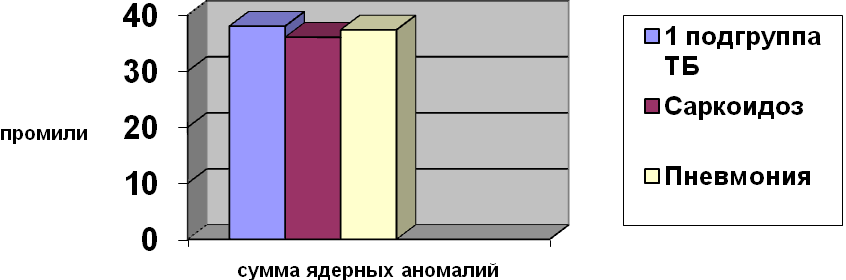 40
30
20
10
0
промили
сумма ядерных аномалий
1 подгруппа
ТБ
Саркоидоз
Пневмония